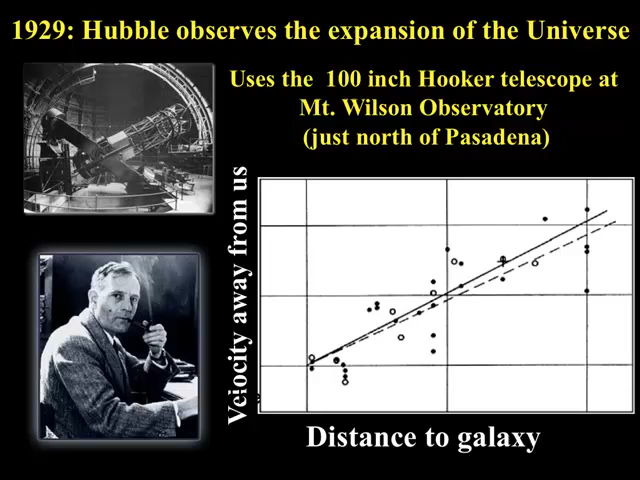 1929: Hubble observes the expansion of the Universe
Uses the 100 inch Hooker telescope at
Mt. Wilson Observatory
(just north of Pasadena)
Velocity away from us
Distance to galaxy